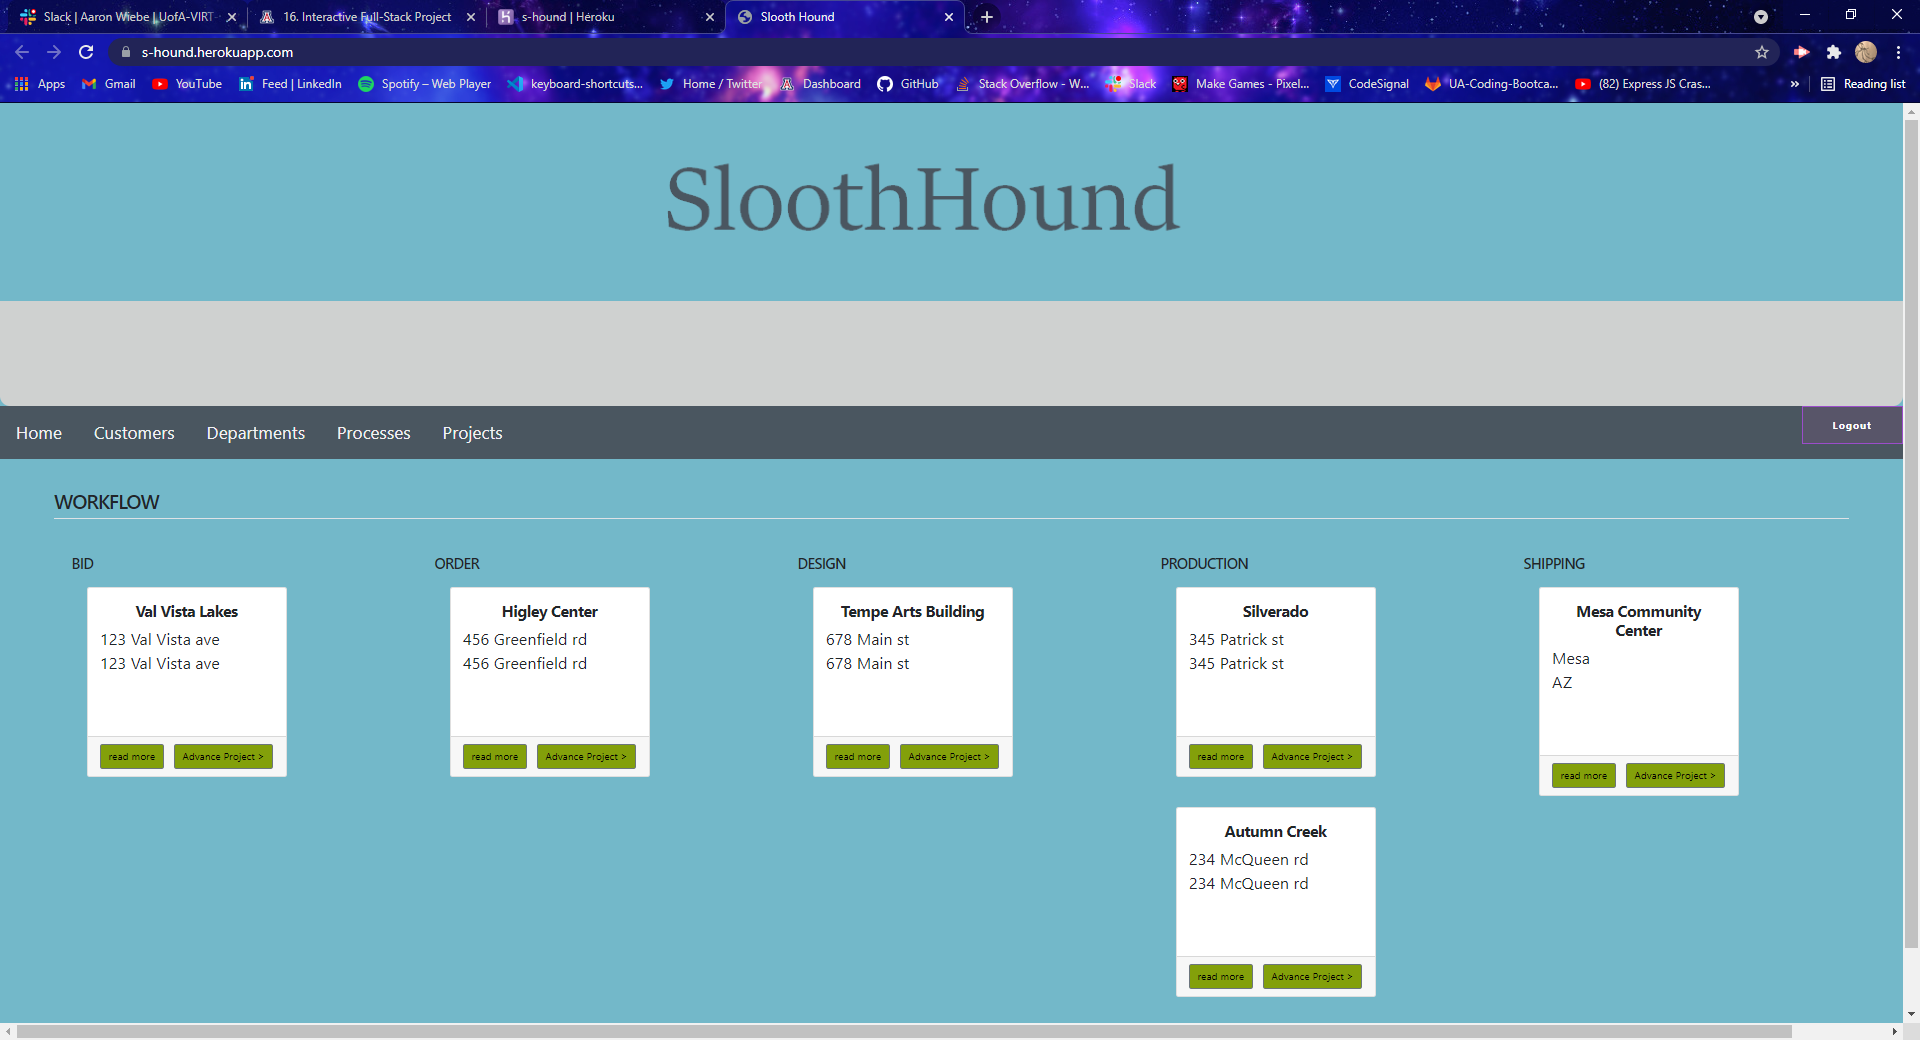 Slack | Aaron Wiebe | UofA-VIRT
16. Interactive Full-Stack Project
s-hound | Heroku
Slooth Hound
s-hound.herokuapp.com
Apps
Gmail
YouTube
Feed | LinkedIn
Spotify – Web Player
keyboard-shortcuts...
Home / Twitter
Dashboard
GitHub
Stack Overflow - W...
Slack
Make Games - Pixel...
CodeSignal
UA-Coding-Bootca...
(82) Express JS Cras...
»
Reading list
SloothHound
Home
Customers
Departments
Processes
Projects
Logout
WORKFLOW
BID
Val Vista Lakes
123 Val Vista ave
123 Val Vista ave
read more
Advance Project >
ORDER
Higley Center
456 Greenfield rd
456 Greenfield rd
read more
Advance Project >
DESIGN
Tempe Arts Building
678 Main st
678 Main st
read more
Advance Project >
PRODUCTION
Silverado
345 Patrick st
345 Patrick st
read more
Advance Project >
Autumn Creek
234 McQueen rd
234 McQueen rd
read more
Advance Project >
SHIPPING
Mesa Community
Center
Mesa
AZ
read more
Advance Project >